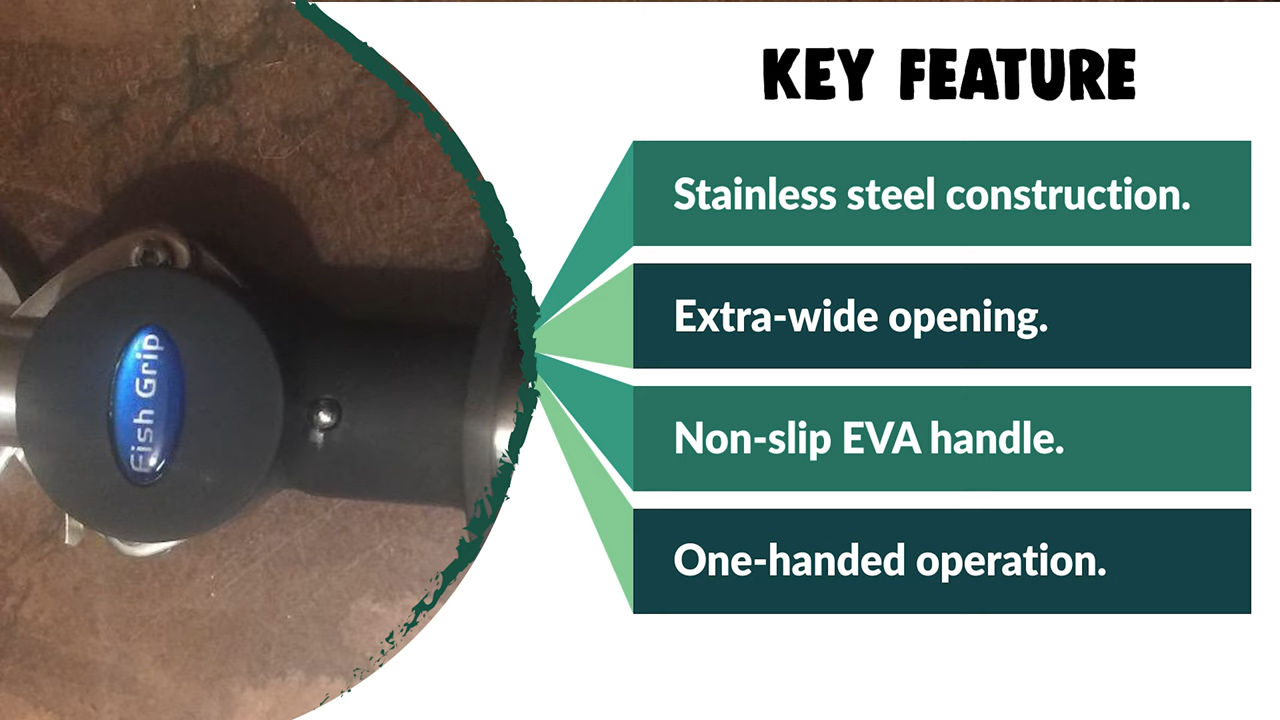 KEY FEATURE
Stainless steel construction.
Extra-wide opening.
Fish Grip
Non-slip EVA handle.
One-handed operation.